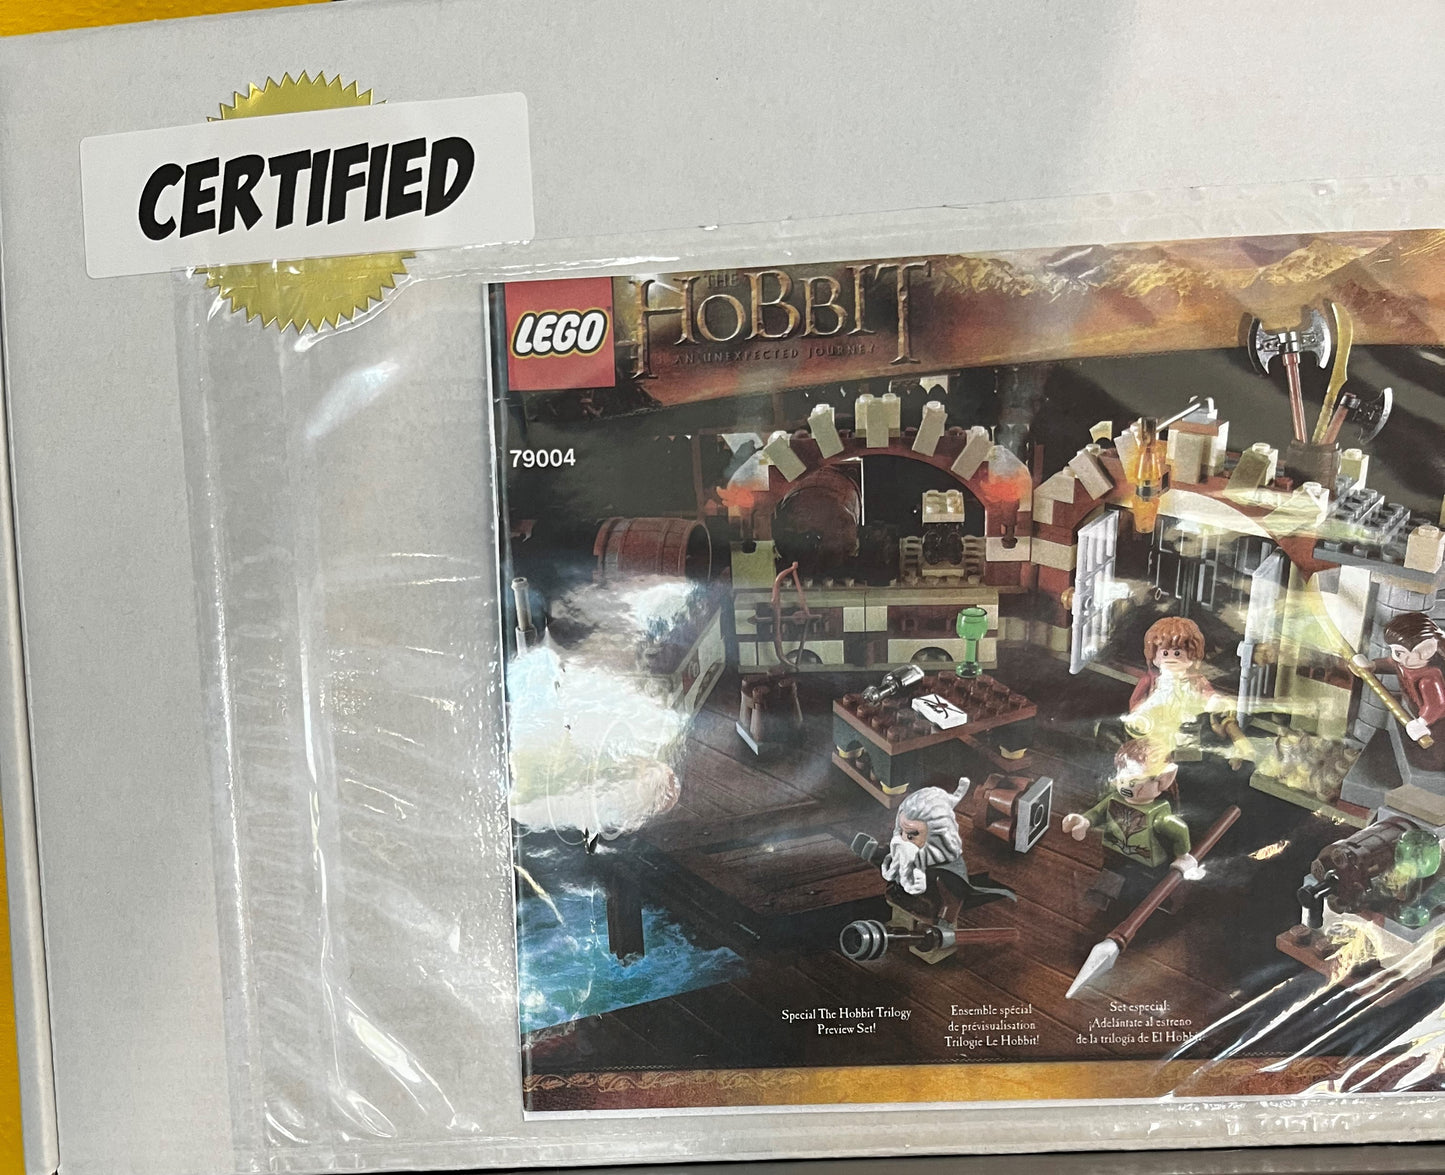 CERTIFIED
LEGO
THE
HOBBIT
AN UNEXPECTED JOURNEY
79004
Special The Hobbit Trilogy
Preview Set!
Ensemble spécial
de prévisualisation
Trilogie Le Hobbit!
Set especial:
¡Adelántate al estreno
de la trilogía de El Hobbit!